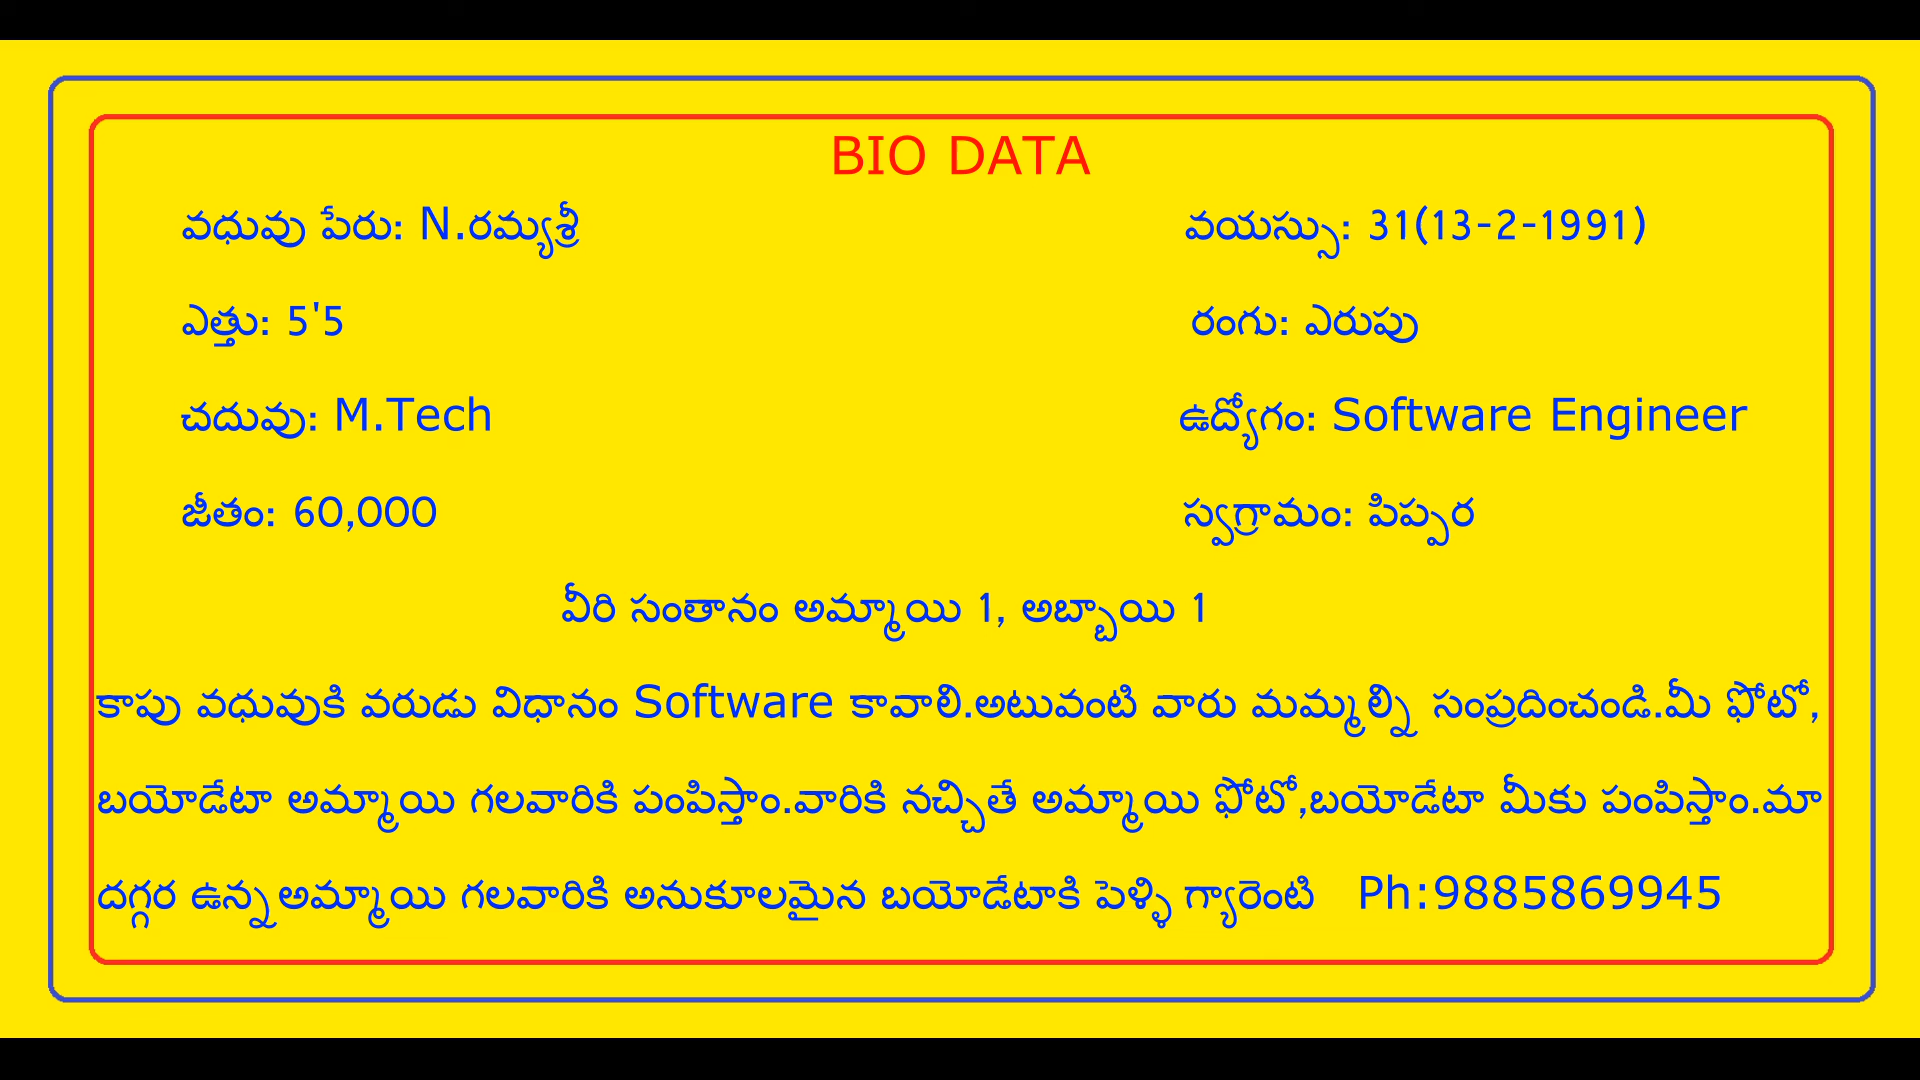 BIO DATA
వధువు పేరు: N.రమ్యశ్రీ వయస్సు: 31(13-2-1991)
ఎత్తు: 5'5 రంగు: ఎరుపు
చదువు: M.Tech ఉద్యోగం: Software Engineer
జీతం: 60,000 స్వగ్రామం: పిప్పర
వీరి సంతానం అమ్మాయి 1, అబ్బాయి 1
కాపు వధువుకి వరుడు విధానం Software కావాలి.అటువంటి వారు మమ్మల్ని సంప్రదించండి.మీ ఫోటో,
బయోడేటా అమ్మాయి గలవారికి పంపిస్తాం.వారికి నచ్చితే అమ్మాయి ఫోటో,బయోడేటా మీకు పంపిస్తాం.మా
దగ్గర ఉన్న అమ్మాయి గలవారికి అనుకూలమైన బయోడేటాకి పెళ్ళి గ్యారెంటి Ph:9885869945